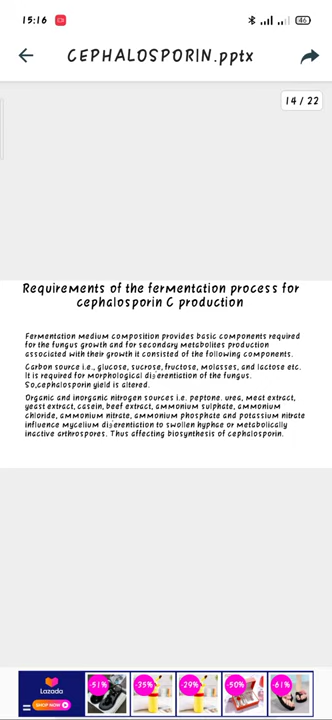 15:16
46
CEPHALOSPORIN.pptx
14 / 22
Requirements of the fermentation process for
cephalosporin C production
Fermentation medium composition provides basic components required
for the fungus growth and for secondary metabolites production
associated with their growth it consisted of the following components.
Carbon source i.e., glucose, sucrose, fructose, molasses, and lactose etc.
It is required for morphological differentiation of the fungus.
So,cephalosporin yield is altered.
Organic and inorganic nitrogen sources i.e. peptone. urea, meat extract,
yeast extract, casein, beef extract, ammonium sulphate, ammonium
chloride, ammonium nitrate, ammonium phosphate and potassium nitrate
influence mycelium differentiation to swollen hyphae or metabolically
inactive arthrospores. Thus affecting biosynthesis of cephalosporin.
Lazada
SHOP NOW
-51%
-35%
-29%
-50%
-61%